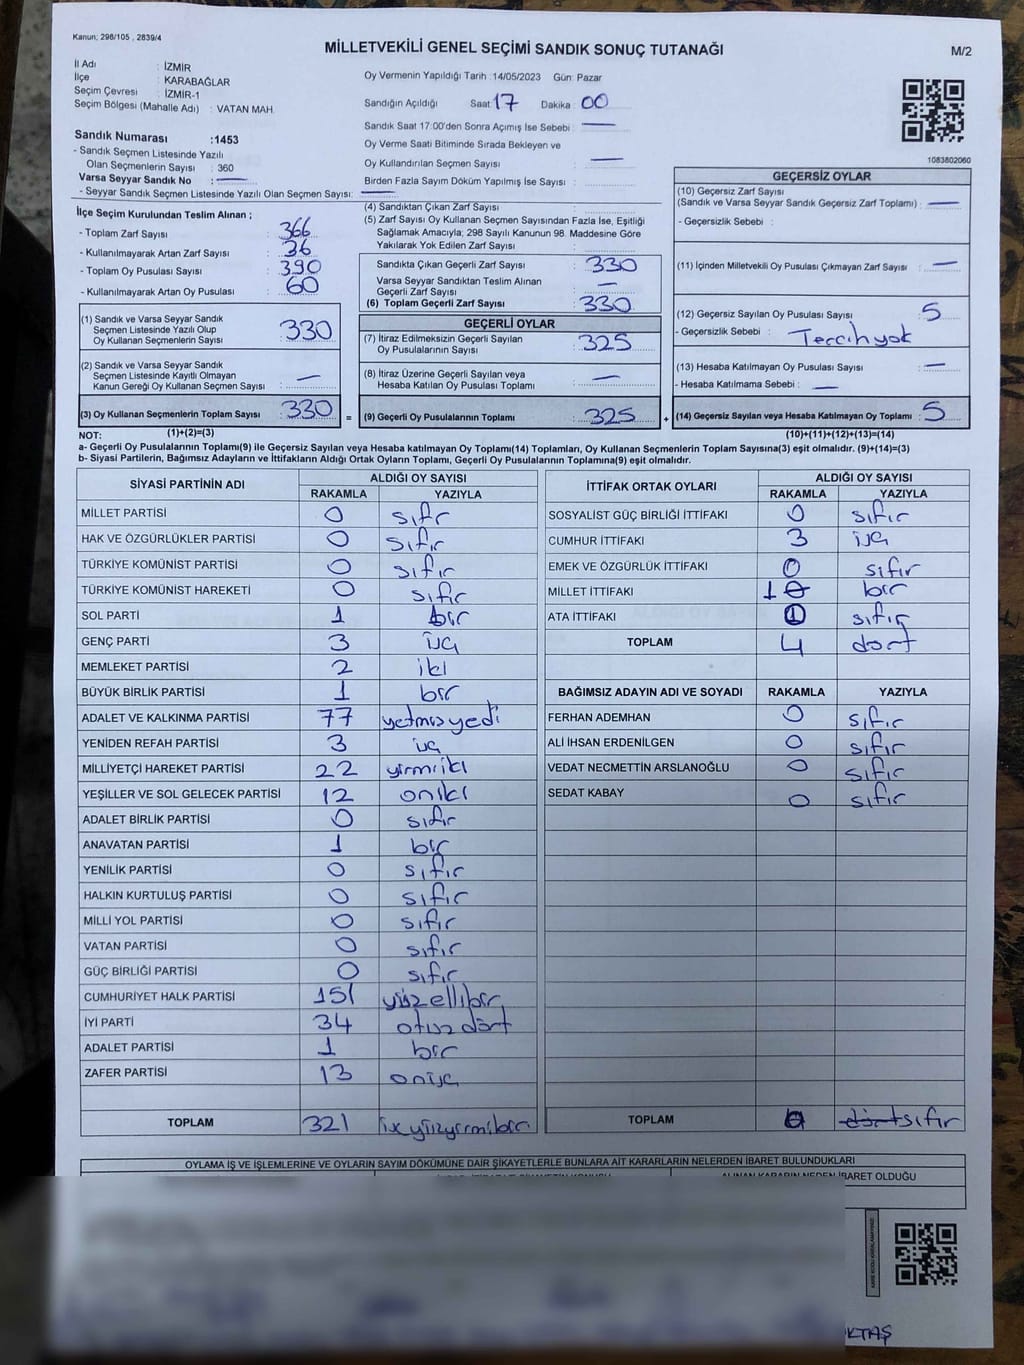 Kanun: 298/105 , 2839/4
MİLLETVEKİLİ GENEL SEÇİMİ SANDIK SONUÇ TUTANAĞI
M/2
İl Adı : İZMİR
İlçe : KARABAĞLAR
Seçim Çevresi : İZMİR-1
Seçim Bölgesi (Mahalle Adı) : VATAN MAH.
Oy Vermenin Yapıldığı Tarih :14/05/2023 Gün: Pazar
Sandığın Açıldığı Saat: 17 Dakika: 00
Sandık Saat 17:00'den Sonra Açımış İse Sebebi : —
Oy Verme Saati Bitiminde Sırada Bekleyen ve
Oy Kullandırılan Seçmen Sayısı : —
Birden Fazla Sayım Döküm Yapılmış İse Sayısı :
1083802060
Sandık Numarası :1453
- Sandık Seçmen Listesinde Yazılı
Olan Seçmenlerin Sayısı : 360
Varsa Seyyar Sandık No : —
- Seyyar Sandık Seçmen Listesinde Yazılı Olan Seçmen Sayısı: —
İlçe Seçim Kurulundan Teslim Alınan ;
- Toplam Zarf Sayısı : 366
- Kullanılmayarak Artan Zarf Sayısı : 36
- Toplam Oy Pusulası Sayısı : 390
- Kullanılmayarak Artan Oy Pusulası : 60
(1) Sandık ve Varsa Seyyar Sandık
Seçmen Listesinde Yazılı Olup
Oy Kullanan Seçmenlerin Sayısı : 330
(2) Sandık ve Varsa Seyyar Sandık
Seçmen Listesinde Kayıtlı Olmayan
Kanun Gereği Oy Kullanan Seçmen Sayısı : —
(3) Oy Kullanan Seçmenlerin Toplam Sayısı : 330
(1)+(2)=(3)
(4) Sandıktan Çıkan Zarf Sayısı :
(5) Zarf Sayısı Oy Kullanan Seçmen Sayısından Fazla İse, Eşitliği
Sağlamak Amacıyla; 298 Sayılı Kanunun 98. Maddesine Göre
Yakılarak Yok Edilen Zarf Sayısı :
Sandıkta Çıkan Geçerli Zarf Sayısı : 330
Varsa Seyyar Sandıktan Teslim Alınan
Geçerli Zarf Sayısı : —
(6) Toplam Geçerli Zarf Sayısı : 330
GEÇERLİ OYLAR
(7) İtiraz Edilmeksizin Geçerli Sayılan
Oy Pusulalarının Sayısı : 325
(8) İtiraz Üzerine Geçerli Sayılan veya
Hesaba Katılan Oy Pusulası Toplamı : —
= (9) Geçerli Oy Pusulalarının Toplamı : 325
GEÇERSİZ OYLAR
(10) Geçersiz Zarf Sayısı
(Sandık ve Varsa Seyyar Sandık Geçersiz Zarf Toplamı) : —
- Geçersizlik Sebebi :
(11) İçinden Milletvekili Oy Pusulası Çıkmayan Zarf Sayısı : —
(12) Geçersiz Sayılan Oy Pusulası Sayısı : 5
- Geçersizlik Sebebi : Tercih yok
(13) Hesaba Katılmayan Oy Pusulası Sayısı : —
- Hesaba Katılmama Sebebi : —
+ (14) Geçersiz Sayılan veya Hesaba Katılmayan Oy Toplamı : 5
(10)+(11)+(12)+(13)=(14)
NOT:
a- Geçerli Oy Pusulalarının Toplamı(9) ile Geçersiz Sayılan veya Hesaba katılmayan Oy Toplamı(14) Toplamları, Oy Kullanan Seçmenlerin Toplam Sayısına(3) eşit olmalıdır. (9)+(14)=(3)
b- Siyasi Partilerin, Bağımsız Adayların ve İttifakların Aldığı Ortak Oyların Toplamı, Geçerli Oy Pusulalarının Toplamına(9) eşit olmalıdır.
SİYASİ PARTİNİN ADI ALDIĞI OY SAYISI
RAKAMLA YAZIYLA
MİLLET PARTİSİ 0 sıfır
HAK VE ÖZGÜRLÜKLER PARTİSİ 0 sıfır
TÜRKİYE KOMÜNİST PARTİSİ 0 sıfır
TÜRKİYE KOMÜNİST HAREKETİ 0 sıfır
SOL PARTİ 1 bir
GENÇ PARTİ 3 üç
MEMLEKET PARTİSİ 2 iki
BÜYÜK BİRLİK PARTİSİ 1 bir
ADALET VE KALKINMA PARTİSİ 77 yetmişyedi
YENİDEN REFAH PARTİSİ 3 üç
MİLLİYETÇİ HAREKET PARTİSİ 22 yirmiiki
YEŞİLLER VE SOL GELECEK PARTİSİ 12 oniki
ADALET BİRLİK PARTİSİ 0 sıfır
ANAVATAN PARTİSİ 1 bir
YENİLİK PARTİSİ 0 sıfır
HALKIN KURTULUŞ PARTİSİ 0 sıfır
MİLLİ YOL PARTİSİ 0 sıfır
VATAN PARTİSİ 0 sıfır
GÜÇ BİRLİĞİ PARTİSİ 0 sıfır
CUMHURİYET HALK PARTİSİ 151 yüzellibir
İYİ PARTİ 34 otuzdört
ADALET PARTİSİ 1 bir
ZAFER PARTİSİ 13 onüç
TOPLAM 321 üçyüzyirmibir
İTTİFAK ORTAK OYLARI ALDIĞI OY SAYISI
RAKAMLA YAZIYLA
SOSYALİST GÜÇ BİRLİĞİ İTTİFAKI 0 sıfır
CUMHUR İTTİFAKI 3 üç
EMEK VE ÖZGÜRLÜK İTTİFAKI 0 sıfır
MİLLET İTTİFAKI 1 bir
ATA İTTİFAKI sıfır
TOPLAM 4 dört
BAĞIMSIZ ADAYIN ADI VE SOYADI RAKAMLA YAZIYLA
FERHAN ADEMHAN 0 sıfır
ALİ İHSAN ERDENİLGEN 0 sıfır
VEDAT NECMETTİN ARSLANOĞLU 0 sıfır
SEDAT KABAY 0 sıfır
TOPLAM dört sıfır
OYLAMA İŞ VE İŞLEMLERİNE VE OYLARIN SAYIM DÖKÜMÜNE DAİR ŞİKAYETLERLE BUNLARA AİT KARARLARIN NELERDEN İBARET BULUNDUKLARI
ALINAN KARARIN NEDEN İBARET OLDUĞU
KARE KODU KARALAMAYINIZ!
KTAŞ